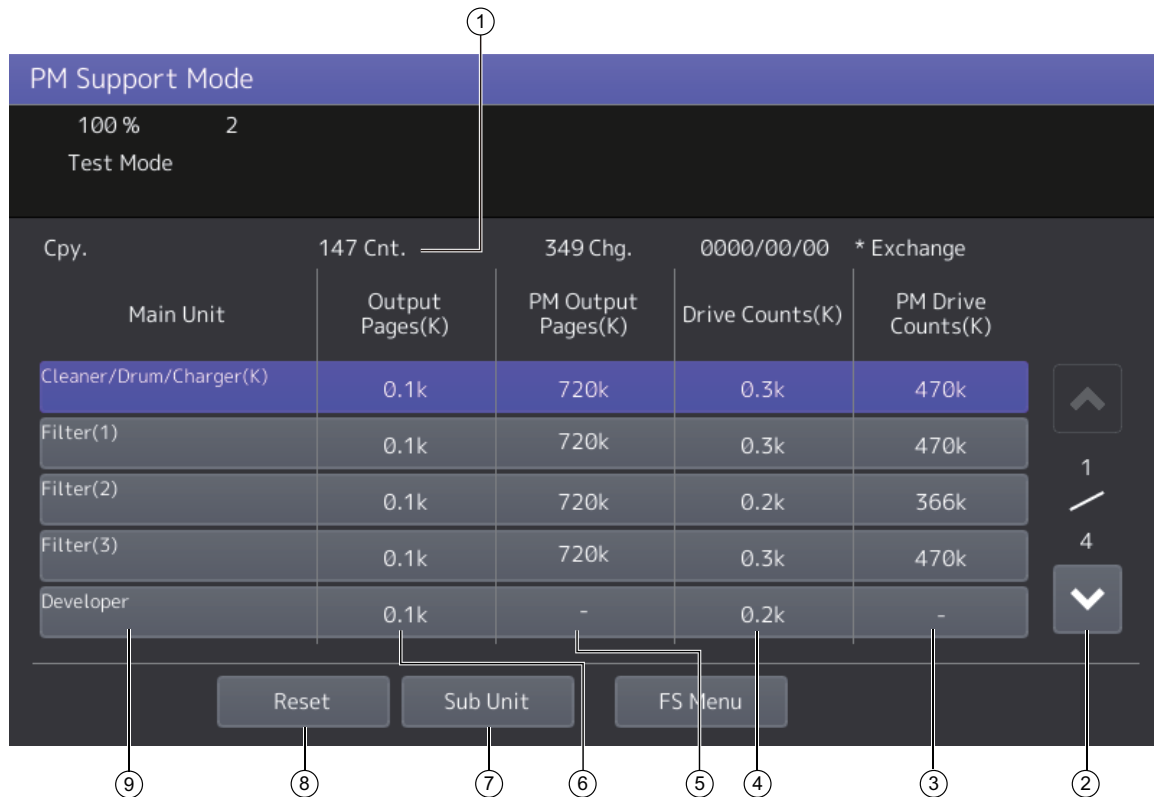 1
PM Support Mode
100 % 2
Test Mode
Cpy. 147 Cnt. 349 Chg. 0000/00/00 * Exchange
Main Unit Output Pages(K) PM Output Pages(K) Drive Counts(K) PM Drive Counts(K)
Cleaner/Drum/Charger(K) 0.1k 720k 0.3k 470k
Filter(1) 0.1k 720k 0.3k 470k
Filter(2) 0.1k 720k 0.2k 366k
Filter(3) 0.1k 720k 0.3k 470k
Developer 0.1k - 0.2k -
1
/
4
Reset Sub Unit FS Menu
9 8 7 6 5 4 3 2